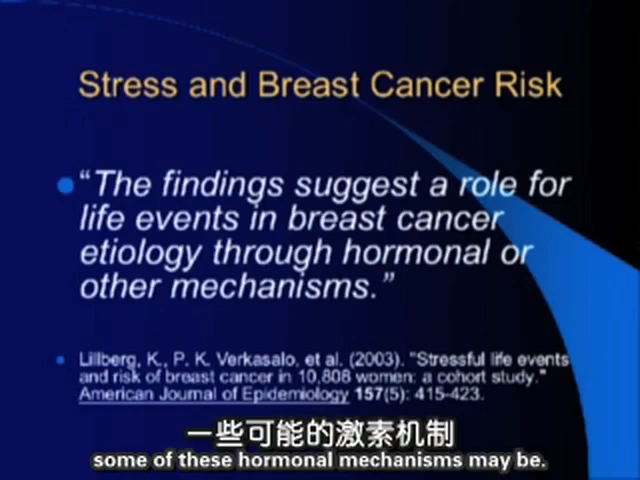 Stress and Breast Cancer Risk
“The findings suggest a role for
life events in breast cancer
etiology through hormonal or
other mechanisms.”
Lillberg, K., P. K. Verkasalo, et al. (2003). "Stressful life events
and risk of breast cancer in 10,808 women: a cohort study."
American Journal of Epidemiology 157(5): 415-423.
一些可能的激素机制
some of these hormonal mechanisms may be.